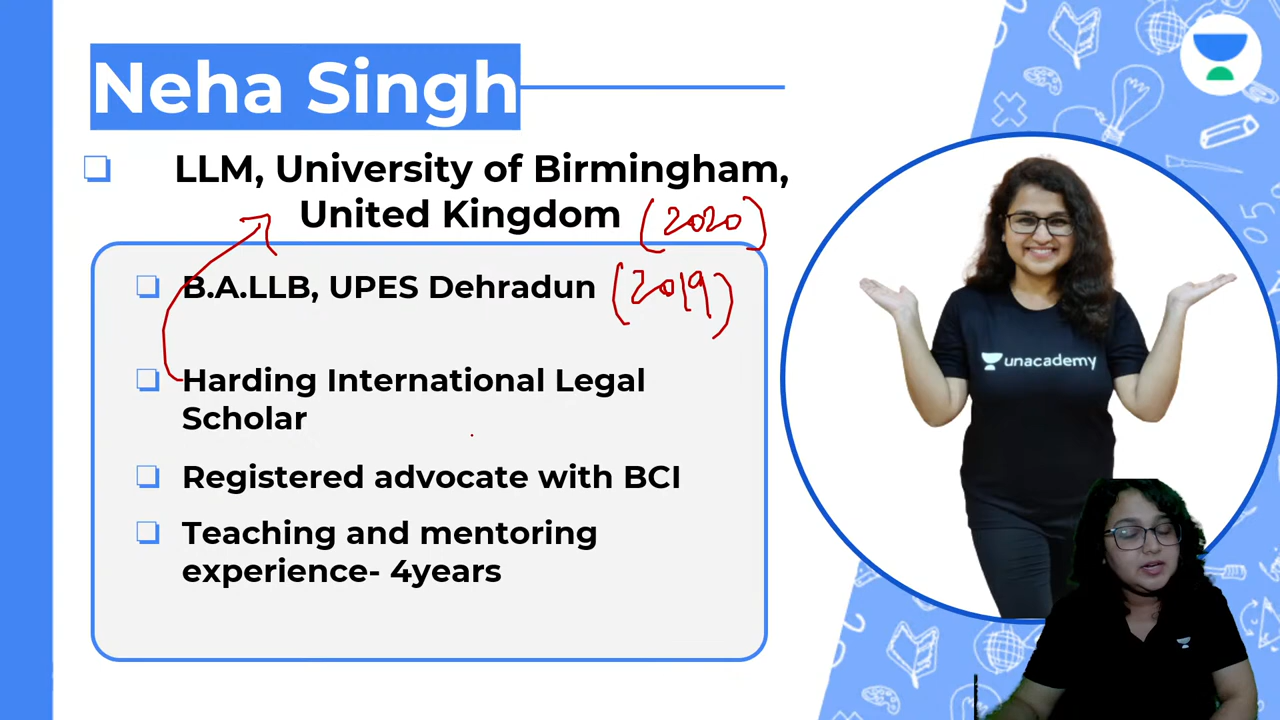 Neha Singh
LLM, University of Birmingham,
United Kingdom (2020)
B.A.LLB, UPES Dehradun (2019)
Harding International Legal
Scholar
Registered advocate with BCI
Teaching and mentoring
experience- 4years
unacademy